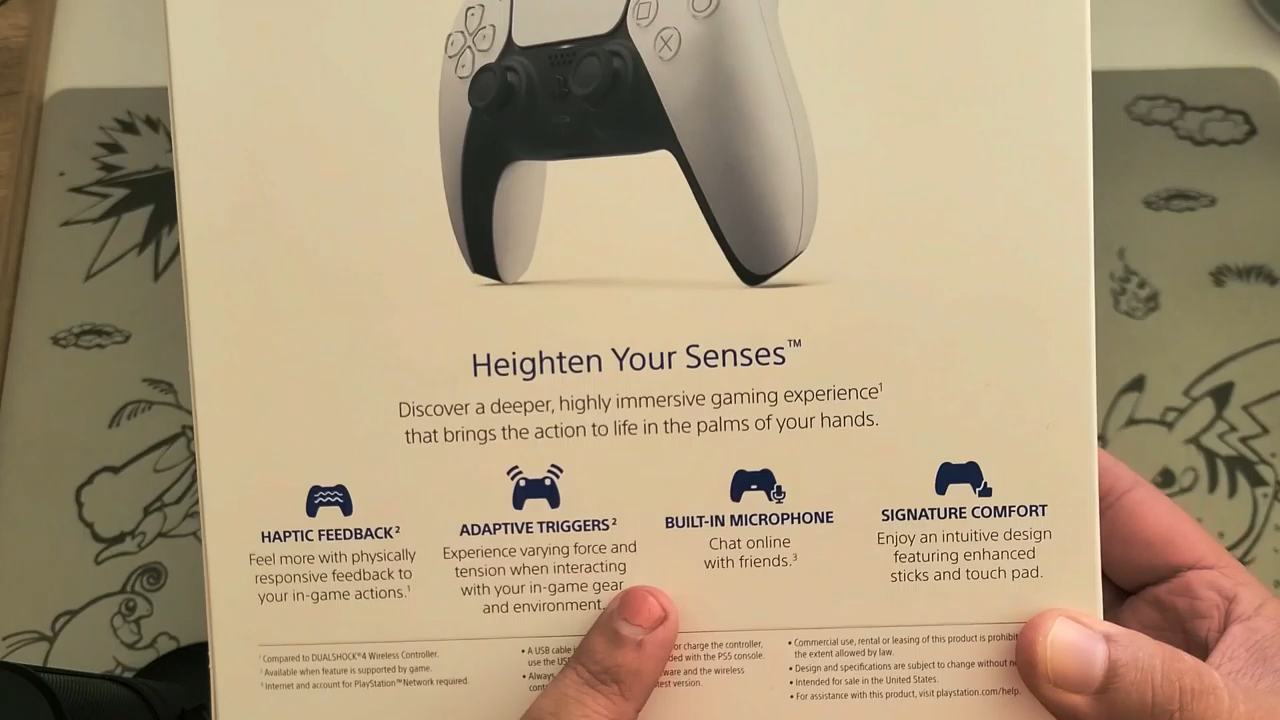 Heighten Your Senses™
Discover a deeper, highly immersive gaming experience¹
that brings the action to life in the palms of your hands.
HAPTIC FEEDBACK²
Feel more with physically
responsive feedback to
your in-game actions.¹
ADAPTIVE TRIGGERS²
Experience varying force and
tension when interacting
with your in-game gear
and environment.
BUILT-IN MICROPHONE
Chat online
with friends.³
SIGNATURE COMFORT
Enjoy an intuitive design
featuring enhanced
sticks and touch pad.
¹ Compared to DUALSHOCK®4 Wireless Controller.
² Available when feature is supported by game.
³ Internet and account for PlayStation™Network required.
• A USB cable or charge the controller,
use the with the PS5 console.
• Always and the wireless
version.
• Commercial use, rental or leasing of this product is
the extent allowed by law.
• Design and specifications are subject to change without
• Intended for sale in the United States.
• For assistance with this product, visit playstation.com/help.